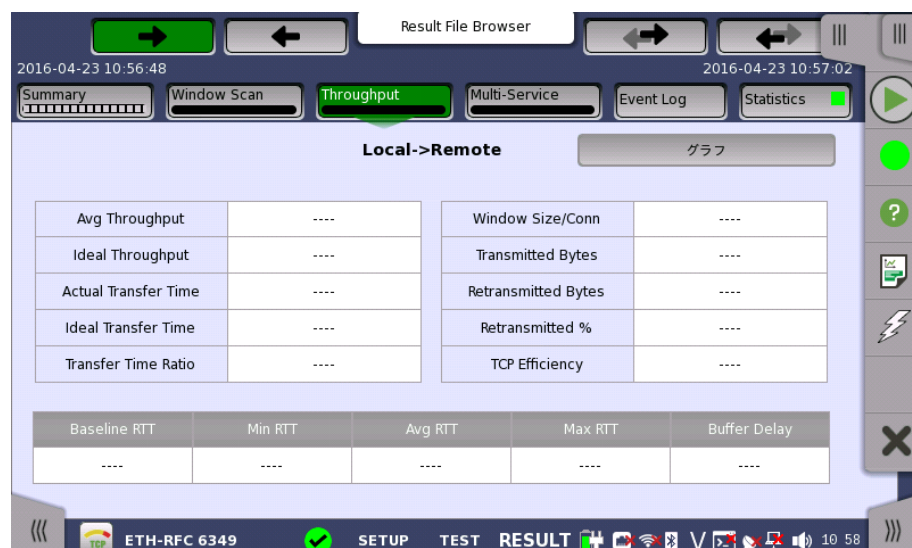 Result File Browser
2016-04-23 10:56:48
2016-04-23 10:57:02
Summary
Window Scan
Throughput
Multi-Service
Event Log
Statistics
Local->Remote
グラフ
Avg Throughput ----
Window Size/Conn ----
Ideal Throughput ----
Transmitted Bytes ----
Actual Transfer Time ----
Retransmitted Bytes ----
Ideal Transfer Time ----
Retransmitted % ----
Transfer Time Ratio ----
TCP Efficiency ----
Baseline RTT Min RTT Avg RTT Max RTT Buffer Delay
---- ---- ---- ---- ----
TCP ETH-RFC 6349 SETUP TEST RESULT V 10 58